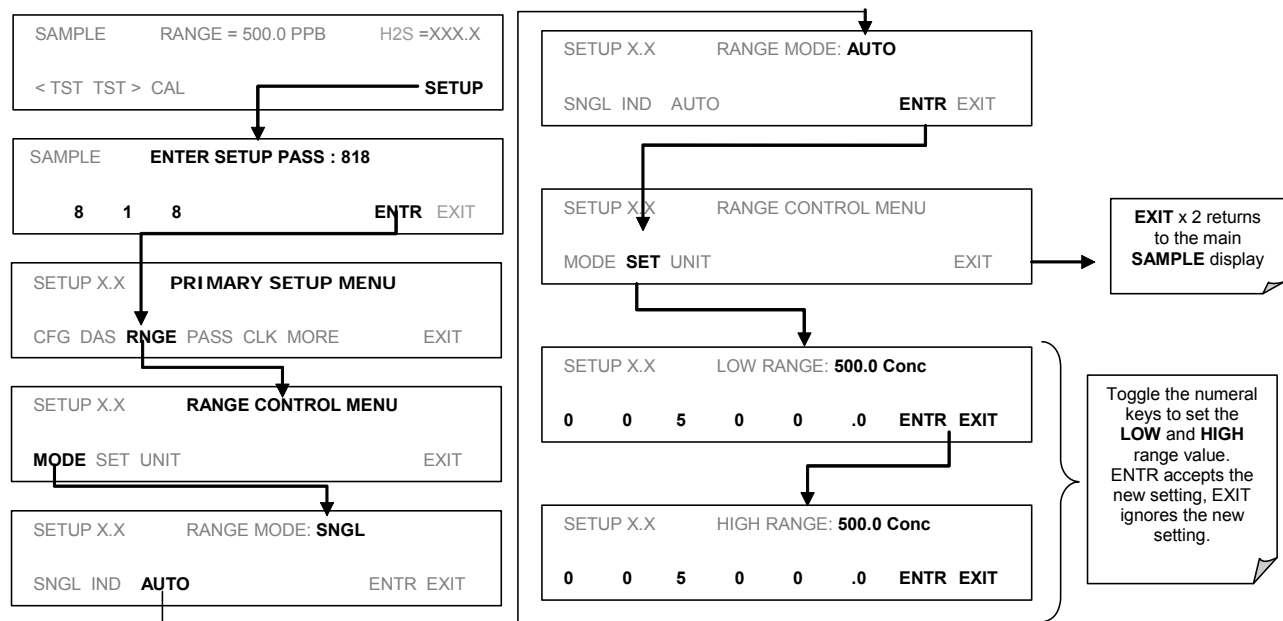 SAMPLE RANGE = 500.0 PPB H2S =XXX.X
< TST TST > CAL SETUP
SAMPLE ENTER SETUP PASS : 818
8 1 8 ENTR EXIT
SETUP X.X PRIMARY SETUP MENU
CFG DAS RNGE PASS CLK MORE EXIT
SETUP X.X RANGE CONTROL MENU
MODE SET UNIT EXIT
SETUP X.X RANGE MODE: SNGL
SNGL IND AUTO ENTR EXIT
SETUP X.X RANGE MODE: AUTO
SNGL IND AUTO ENTR EXIT
SETUP X.X RANGE CONTROL MENU
MODE SET UNIT EXIT
EXIT x 2 returns
to the main
SAMPLE display
SETUP X.X LOW RANGE: 500.0 Conc
0 0 5 0 0 .0 ENTR EXIT
SETUP X.X HIGH RANGE: 500.0 Conc
0 0 5 0 0 .0 ENTR EXIT
Toggle the numeral
keys to set the
LOW and HIGH
range value.
ENTR accepts the
new setting, EXIT
ignores the new
setting.